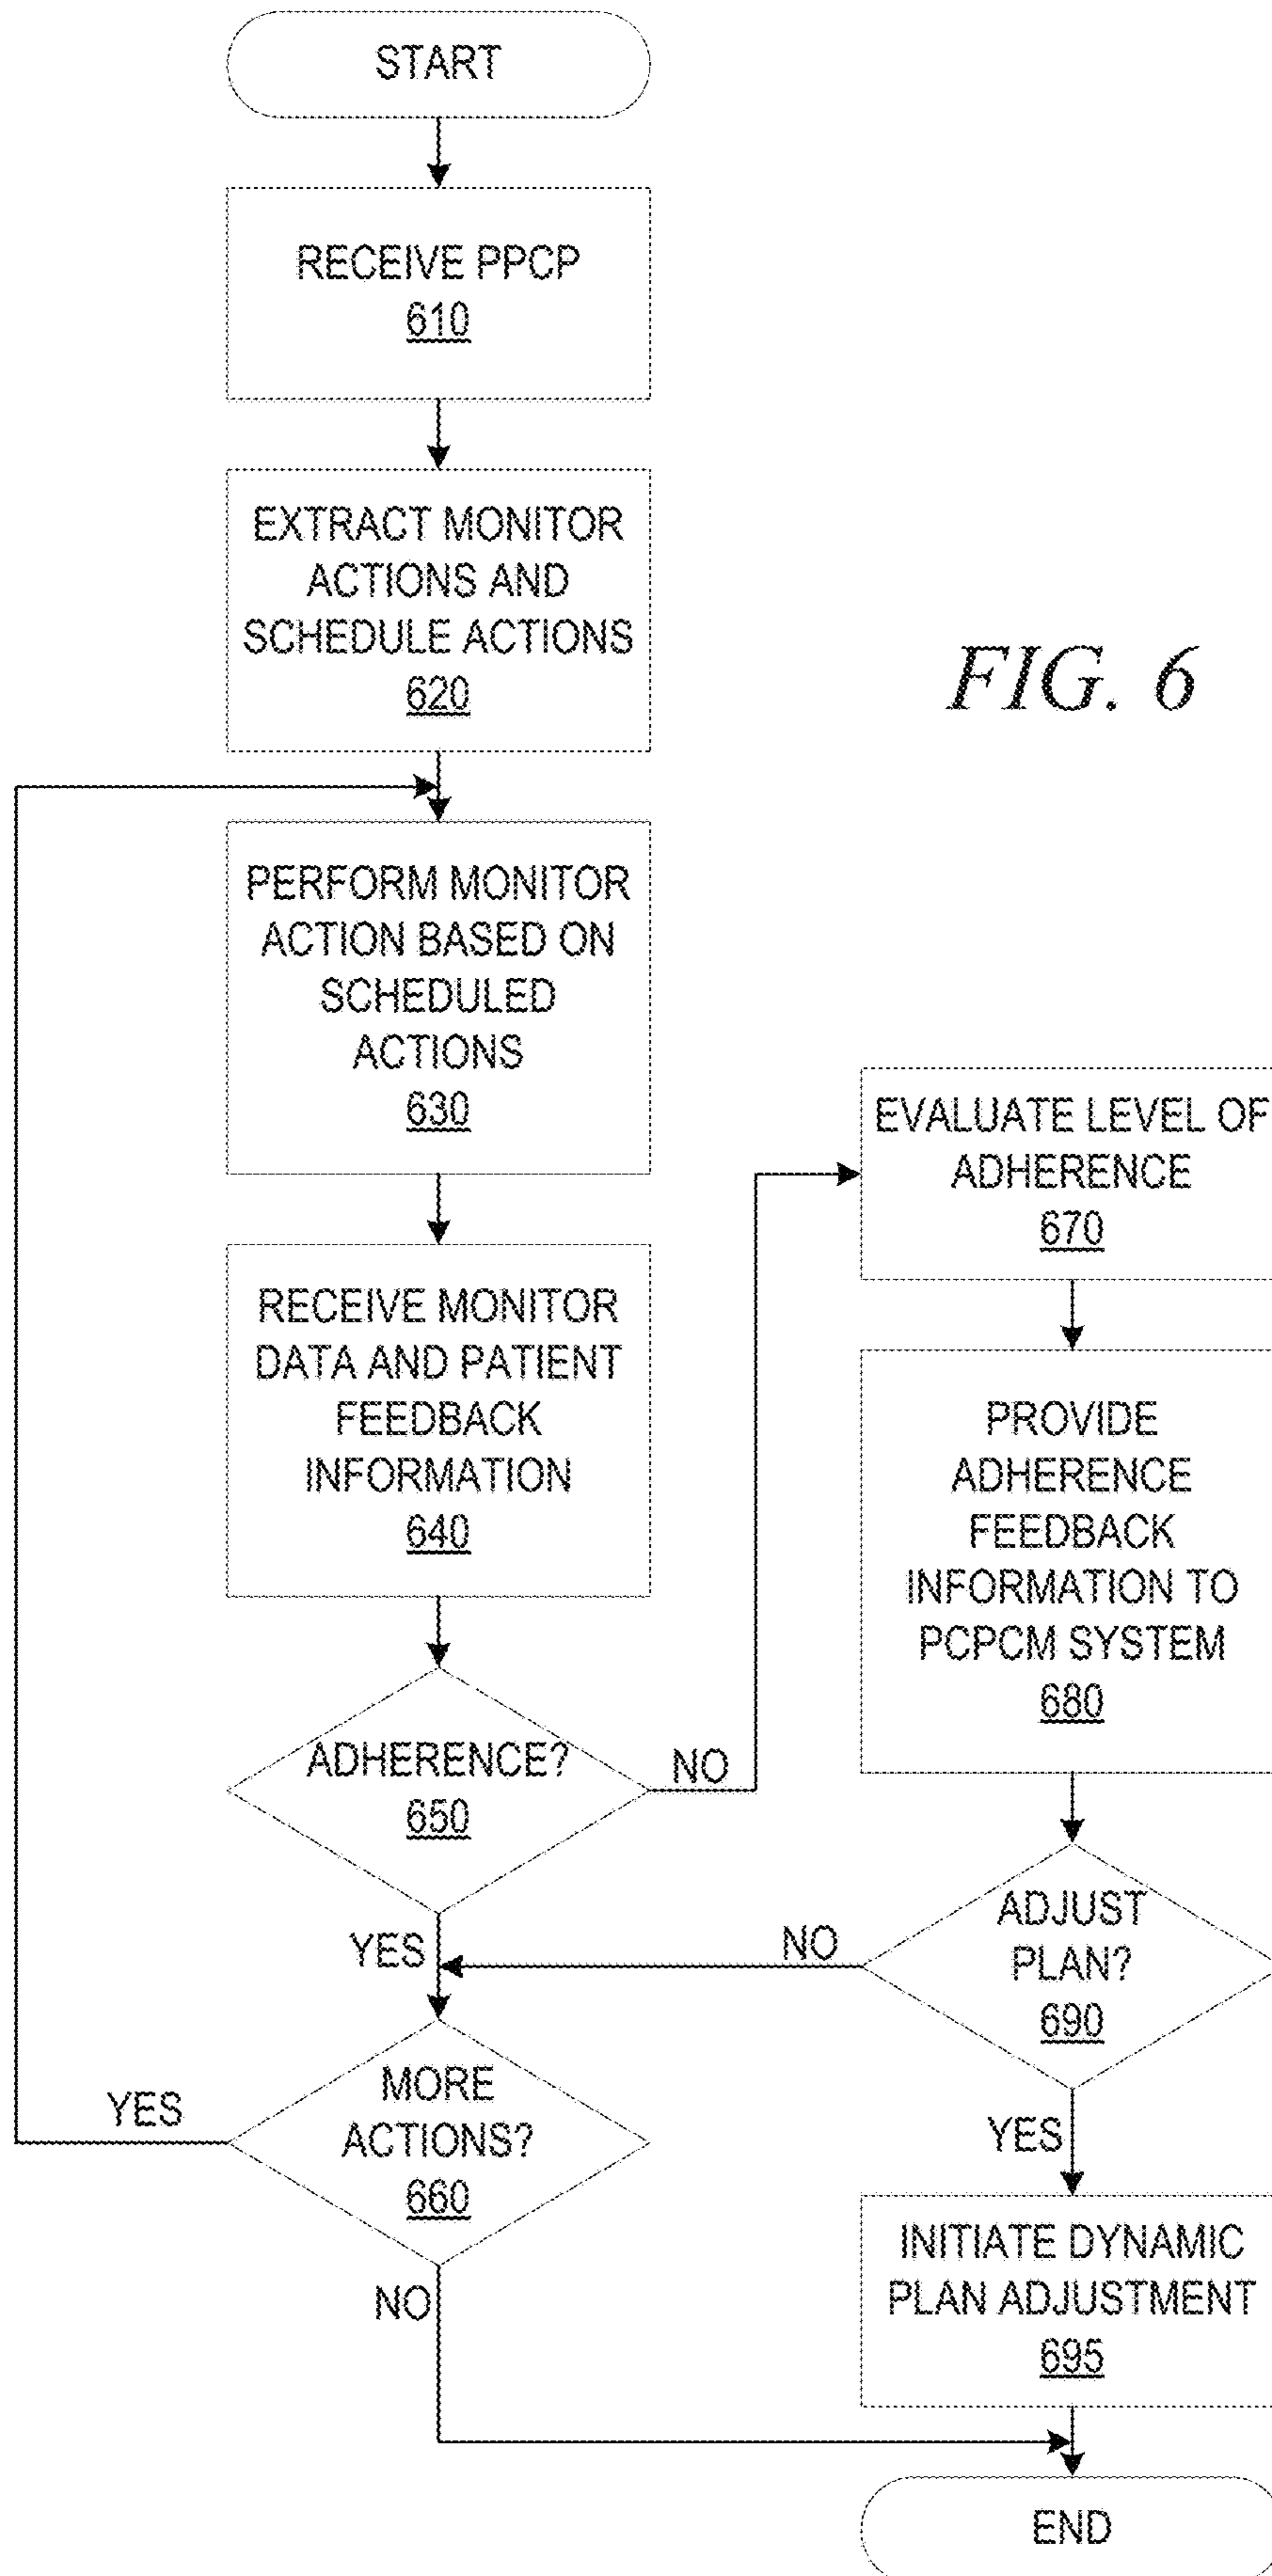 START
RECEIVE PPCP
610
EXTRACT MONITOR
ACTIONS AND
SCHEDULE ACTIONS
620
FIG. 6
PERFORM MONITOR
ACTION BASED ON
SCHEDULED
ACTIONS
630
RECEIVE MONITOR
DATA AND PATIENT
FEEDBACK
INFORMATION
640
ADHERENCE?
650
NO
YES
MORE
ACTIONS?
660
YES
NO
EVALUATE LEVEL OF
ADHERENCE
670
PROVIDE
ADHERENCE
FEEDBACK
INFORMATION TO
PCPCM SYSTEM
680
ADJUST
PLAN?
690
NO
YES
INITIATE DYNAMIC
PLAN ADJUSTMENT
695
END